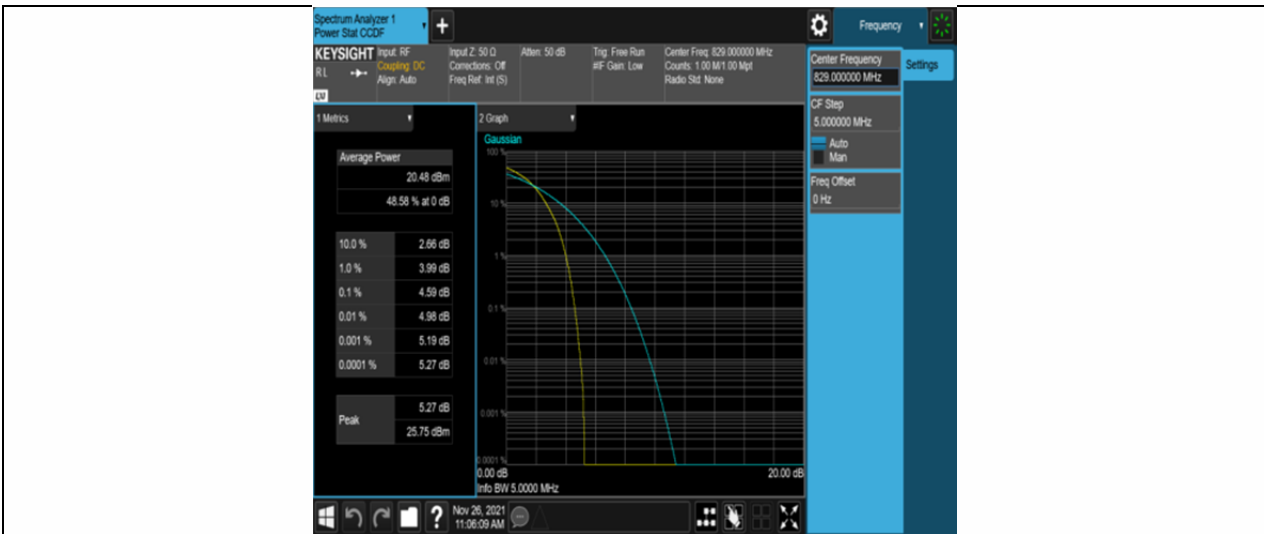 Spectrum Analyzer 1
Power Stat CCDF
+
Frequency
KEYSIGHT
R L
Input: RF
Coupling: DC
Align: Auto
Input Z: 50 Ω
Corrections: Off
Freq Ref: Int (S)
Atten: 50 dB
Trig: Free Run
#IF Gain: Low
Center Freq: 829.000000 MHz
Counts: 1.00 M/1.00 Mpt
Radio Std: None
Center Frequency
829.000000 MHz
Settings
CF Step
5.000000 MHz
Auto
Man
Freq Offset
0 Hz
1 Metrics
Average Power
20.48 dBm
48.58 % at 0 dB
10.0 % 2.66 dB
1.0 % 3.99 dB
0.1 % 4.59 dB
0.01 % 4.98 dB
0.001 % 5.19 dB
0.0001 % 5.27 dB
Peak
5.27 dB
25.75 dBm
2 Graph
Gaussian
100 %
10 %
1 %
0.1 %
0.01 %
0.001 %
0.0001 %
0.00 dB 20.00 dB
Info BW 5.0000 MHz
?
Nov 26, 2021
11:06:09 AM